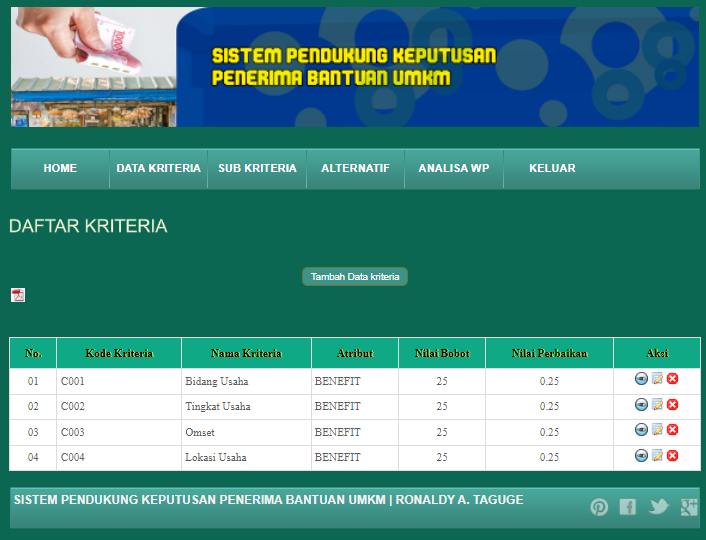 SISTEM PENDUKUNG KEPUTUSAN
PENERIMA BANTUAN UMKM
HOME DATA KRITERIA SUB KRITERIA ALTERNATIF ANALISA WP KELUAR
DAFTAR KRITERIA
Tambah Data kriteria
No. Kode Kriteria Nama Kriteria Atribut Nilai Bobot Nilai Perbaikan Aksi
01 C001 Bidang Usaha BENEFIT 25 0.25
02 C002 Tingkat Usaha BENEFIT 25 0.25
03 C003 Omset BENEFIT 25 0.25
04 C004 Lokasi Usaha BENEFIT 25 0.25
SISTEM PENDUKUNG KEPUTUSAN PENERIMA BANTUAN UMKM | RONALDY A. TAGUGE